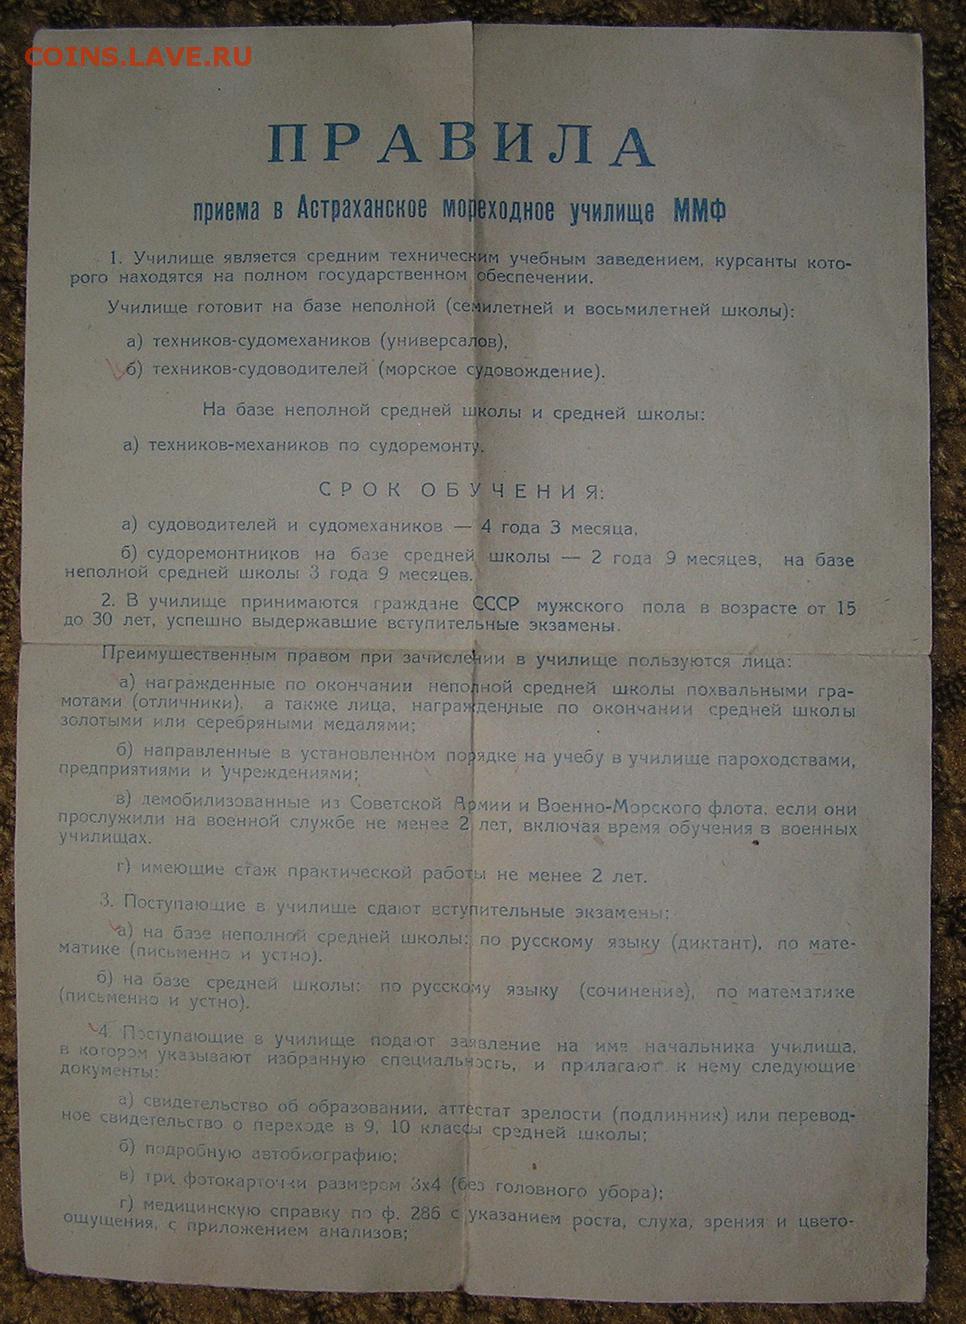 COINS.LAVE.RU
ПРАВИЛА
приема в Астраханское мореходное училище ММФ
1. Училище является средним техническим учебным заведением, курсанты кото-
рого находятся на полном государственном обеспечении.
Училище готовит на базе неполной (семилетней и восьмилетней школы):
а) техников-судомехаников (универсалов),
б) техников-судоводителей (морское судовождение).
На базе неполной средней школы и средней школы:
а) техников-механиков по судоремонту.
СРОК ОБУЧЕНИЯ:
а) судоводителей и судомехаников — 4 года 3 месяца,
б) судоремонтников на базе средней школы — 2 года 9 месяцев, на базе
неполной средней школы 3 года 9 месяцев.
2. В училище принимаются граждане СССР мужского пола в возрасте от 15
до 30 лет, успешно выдержавшие вступительные экзамены.
Преимущественным правом при зачислении в училище пользуются лица:
а) награжденные по окончании неполной средней школы похвальными гра-
мотами (отличники), а также лица, награжденные по окончании средней школы
золотыми или серебряными медалями;
б) направленные в установленном порядке на учебу в училище пароходствами,
предприятиями и учреждениями;
в) демобилизованные из Советской Армии и Военно-Морского флота, если они
прослужили на военной службе не менее 2 лет, включая время обучения в военных
училищах.
г) имеющие стаж практической работы не менее 2 лет.
3. Поступающие в училище сдают вступительные экзамены:
а) на базе неполной средней школы: по русскому языку (диктант), по мате-
матике (письменно и устно).
б) на базе средней школы: по русскому языку (сочинение), по математике
(письменно и устно).
4. Поступающие в училище подают заявление на имя начальника училища,
в котором указывают избранную специальность, и прилагают к нему следующие
документы:
а) свидетельство об образовании, аттестат зрелости (подлинник) или перевод-
ное свидетельство о переходе в 9, 10 классы средней школы;
б) подробную автобиографию;
в) три фотокарточки размером 3х4 (без головного убора);
г) медицинскую справку по ф. 286 с указанием роста, слуха, зрения и цвето-
ощущения, с приложением анализов;